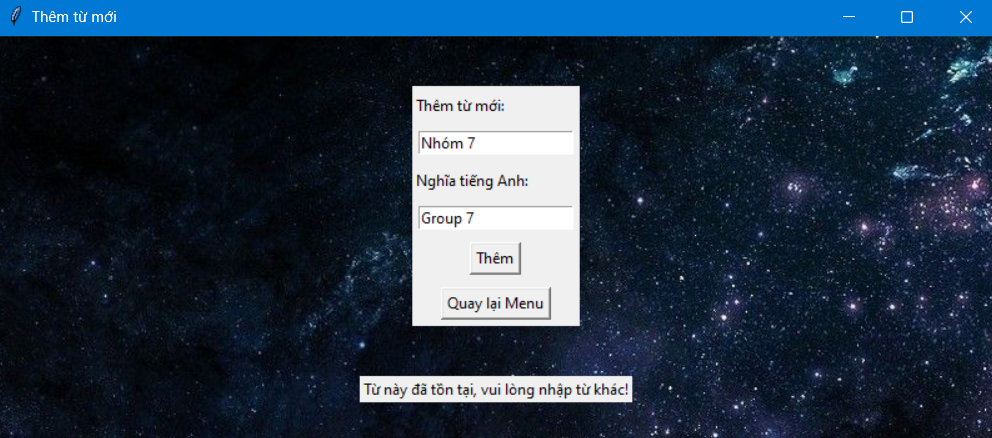 Thêm từ mới
Thêm từ mới:
Nhóm 7
Nghĩa tiếng Anh:
Group 7
Thêm
Quay lại Menu
Từ này đã tồn tại, vui lòng nhập từ khác!